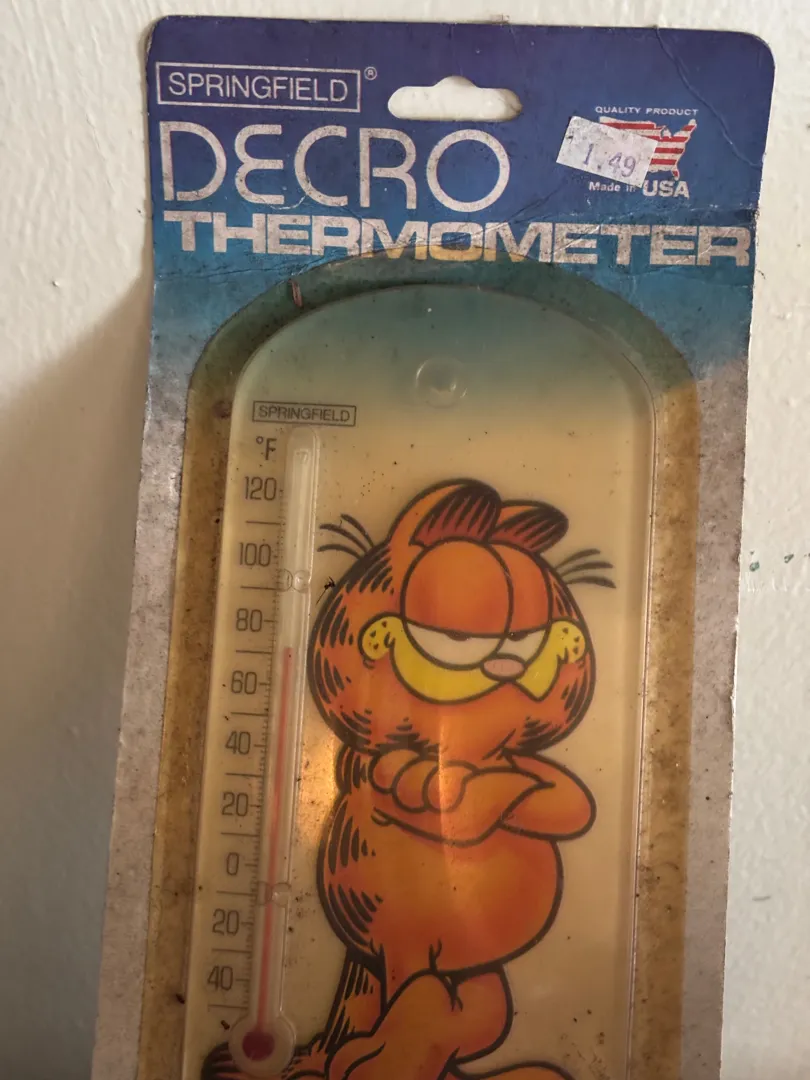 SPRINGFIELD®
DECRO
THERMOMETER
QUALITY PRODUCT
1.49
Made in USA
SPRINGFIELD
°F
120
100
80
60
40
20
0
20
40